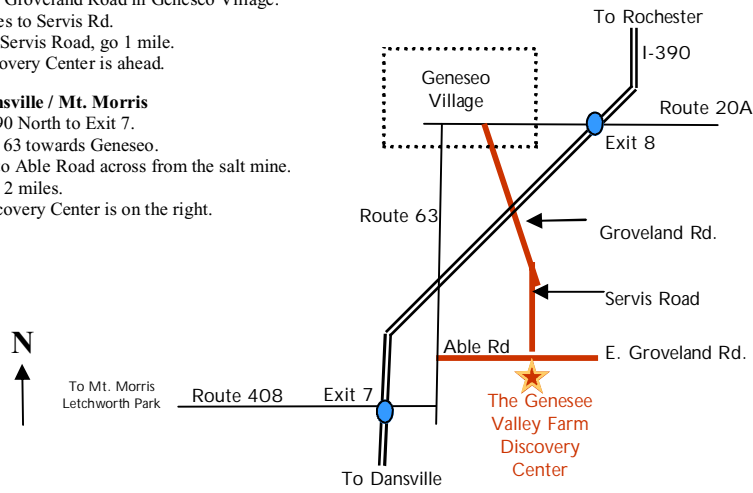 Groveland Road in Geneseo Village.
es to Servis Rd.
Servis Road, go 1 mile.
overy Center is ahead.
nsville / Mt. Morris
90 North to Exit 7.
63 towards Geneseo.
o Able Road across from the salt mine.
2 miles.
covery Center is on the right.
To Rochester
I-390
Geneseo
Village
Route 20A
Exit 8
Route 63
Groveland Rd.
Servis Road
Able Rd
E. Groveland Rd.
N
To Mt. Morris
Letchworth Park
Route 408
Exit 7
The Genesee
Valley Farm
Discovery
Center
To Dansville